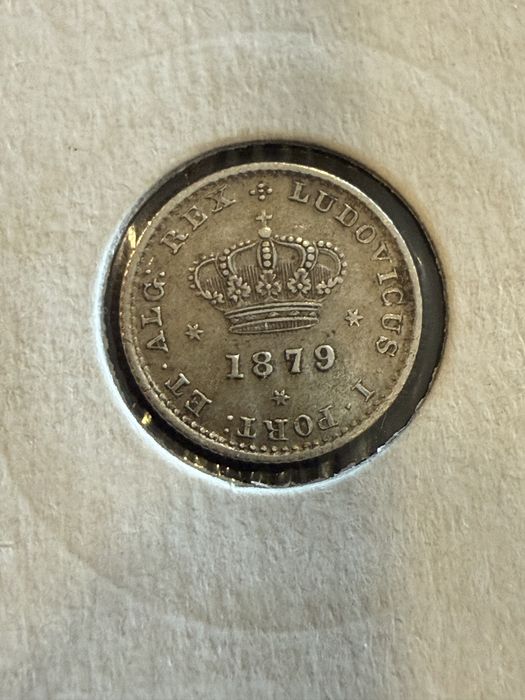 LUDOVICUS · I · PORT: ET · ALG: REX
1879